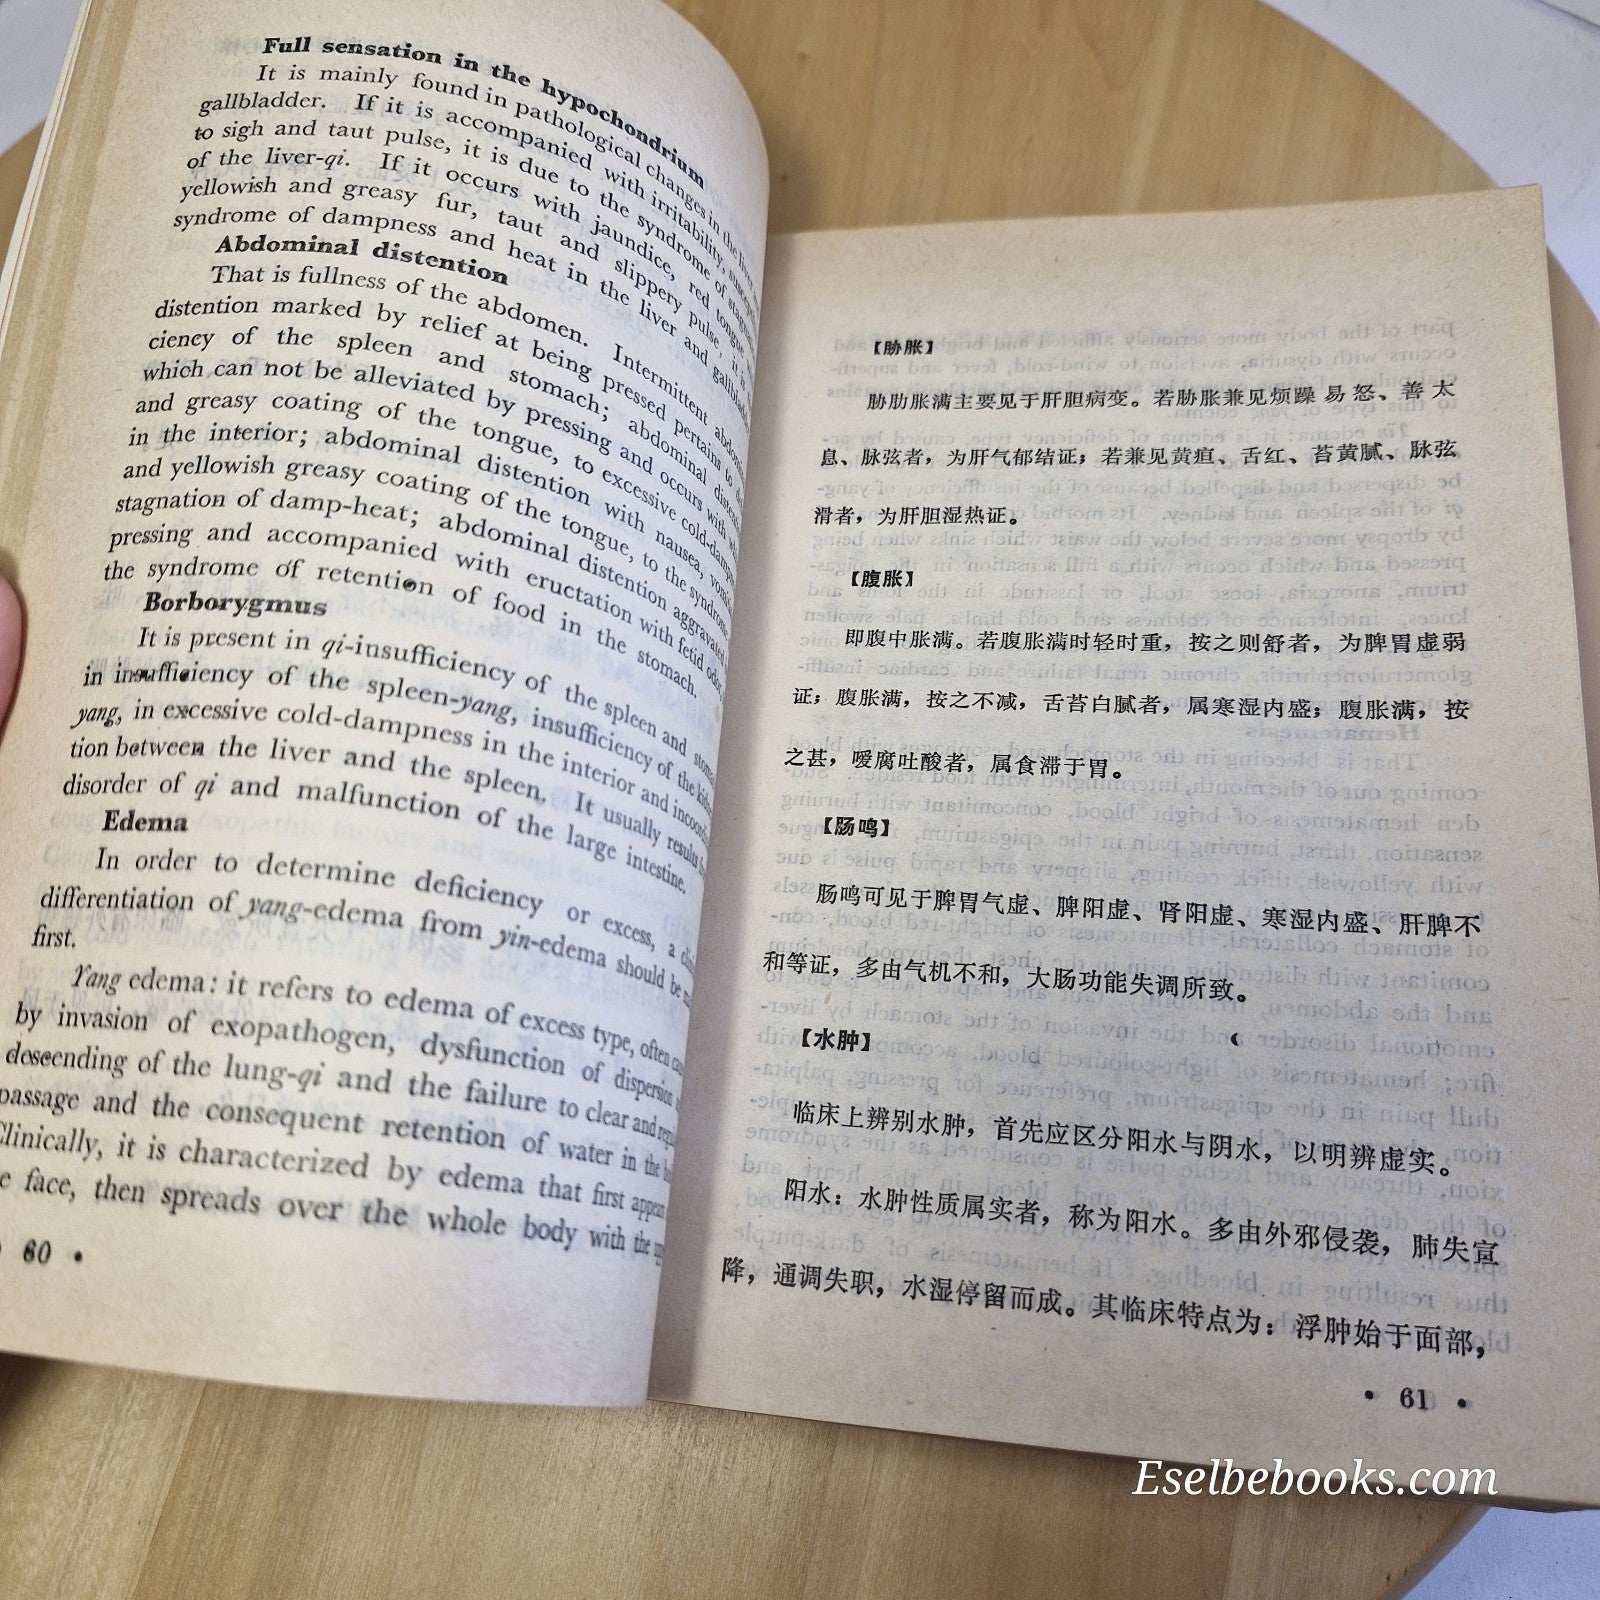 Full sensation in the hypochondrium
It is mainly found in pathological changes in the liver
gallbladder. If it is accompanied with irritability,
to sigh and taut pulse, it is due to the syndrome of
of the liver-qi. If it occurs with jaundice, red tongue
yellowish and greasy fur, taut and slippery pulse, it is
syndrome of dampness and heat in the liver and
Abdominal distention
That is fullness of the abdomen. Intermittent
distention marked by relief at being pressed pertains to
ciency of the spleen and stomach; abdominal
which can not be alleviated by pressing and occurs with
and greasy coating of the tongue, to excessive
in the interior; abdominal distention with nausea,
and yellowish greasy coating of the tongue, to the syndrome
stagnation of damp-heat; abdominal distention aggravated
pressing and accompanied with eructation with fetid odor,
the syndrome of retention of food in the stomach.
Borborygmus
It is present in qi-insufficiency of the spleen and
in insufficiency of the spleen-yang, insufficiency of the
yang, in excessive cold-dampness in the interior and
tion between the liver and the spleen. It usually results
disorder of qi and malfunction of the large intestine.
Edema
In order to determine deficiency or excess, a
differentiation of yang-edema from yin-edema should be
first.
Yang edema: it refers to edema of excess type, often
by invasion of exopathogen, dysfunction of dispersion
descending of the lung-qi and the failure to clear and
passage and the consequent retention of water in the
Clinically, it is characterized by edema that first
face, then spreads over the whole body with the
60 •
【胁胀】
胁肋胀满主要见于肝胆病变。若胁胀兼见烦躁易怒、善太
息、脉弦者，为肝气郁结证；若兼见黄疸、舌红、苔黄腻、脉弦
滑者，为肝胆湿热证。
【腹胀】
即腹中胀满。若腹胀满时轻时重，按之则舒者，为脾胃虚弱
证；腹胀满，按之不减，舌苔白腻者，属寒湿内盛；腹胀满，按
之甚，嗳腐吐酸者，属食滞于胃。
【肠鸣】
肠鸣可见于脾胃气虚、脾阳虚、肾阳虚、寒湿内盛、肝脾不
和等证，多由气机不和，大肠功能失调所致。
【水肿】
临床上辨别水肿，首先应区分阳水与阴水，以明辨虚实。
阳水：水肿性质属实者，称为阳水。多由外邪侵袭，肺失宣
降，通调失职，水湿停留而成。其临床特点为：浮肿始于面部，
• 61 •
Eselbebooks.com